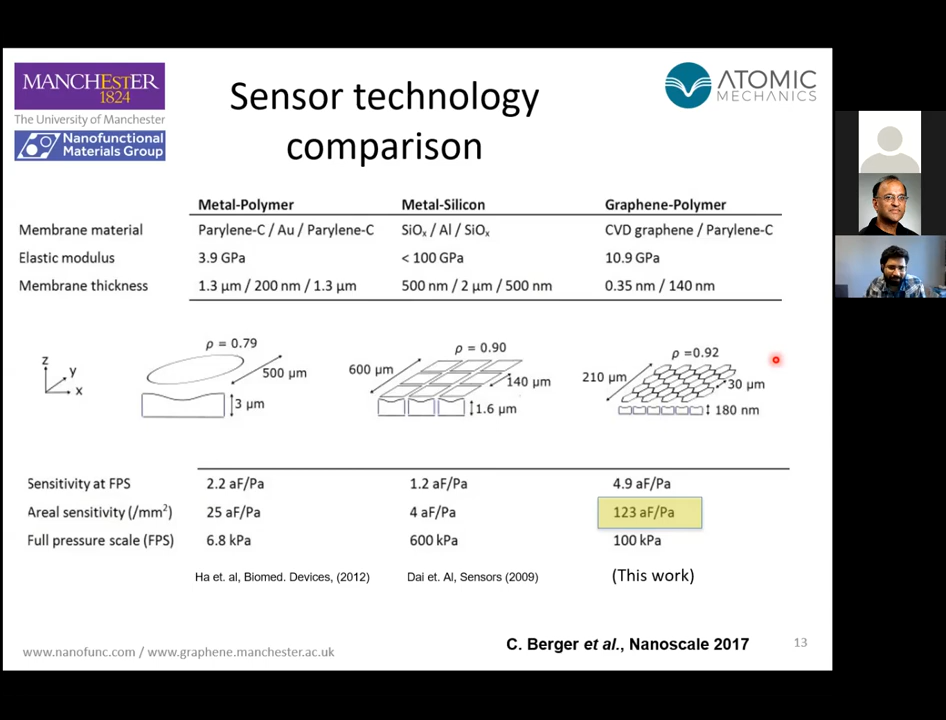 MANCHESTER
1824
The University of Manchester
Nanofunctional
Materials Group
Sensor technology
comparison
ATOMIC
MECHANICS
Metal-Polymer Metal-Silicon Graphene-Polymer
Membrane material Parylene-C / Au / Parylene-C SiOₓ / Al / SiOₓ CVD graphene / Parylene-C
Elastic modulus 3.9 GPa < 100 GPa 10.9 GPa
Membrane thickness 1.3 µm / 200 nm / 1.3 µm 500 nm / 2 µm / 500 nm 0.35 nm / 140 nm
z
y
x
ρ = 0.79
500 µm
3 µm
ρ = 0.90
600 µm
140 µm
1.6 µm
ρ =0.92
210 µm
30 µm
180 nm
Sensitivity at FPS 2.2 aF/Pa 1.2 aF/Pa 4.9 aF/Pa
Areal sensitivity (/mm²) 25 aF/Pa 4 aF/Pa 123 aF/Pa
Full pressure scale (FPS) 6.8 kPa 600 kPa 100 kPa
Ha et. al, Biomed. Devices, (2012) Dai et. Al, Sensors (2009) (This work)
C. Berger et al., Nanoscale 2017
13
www.nanofunc.com / www.graphene.manchester.ac.uk